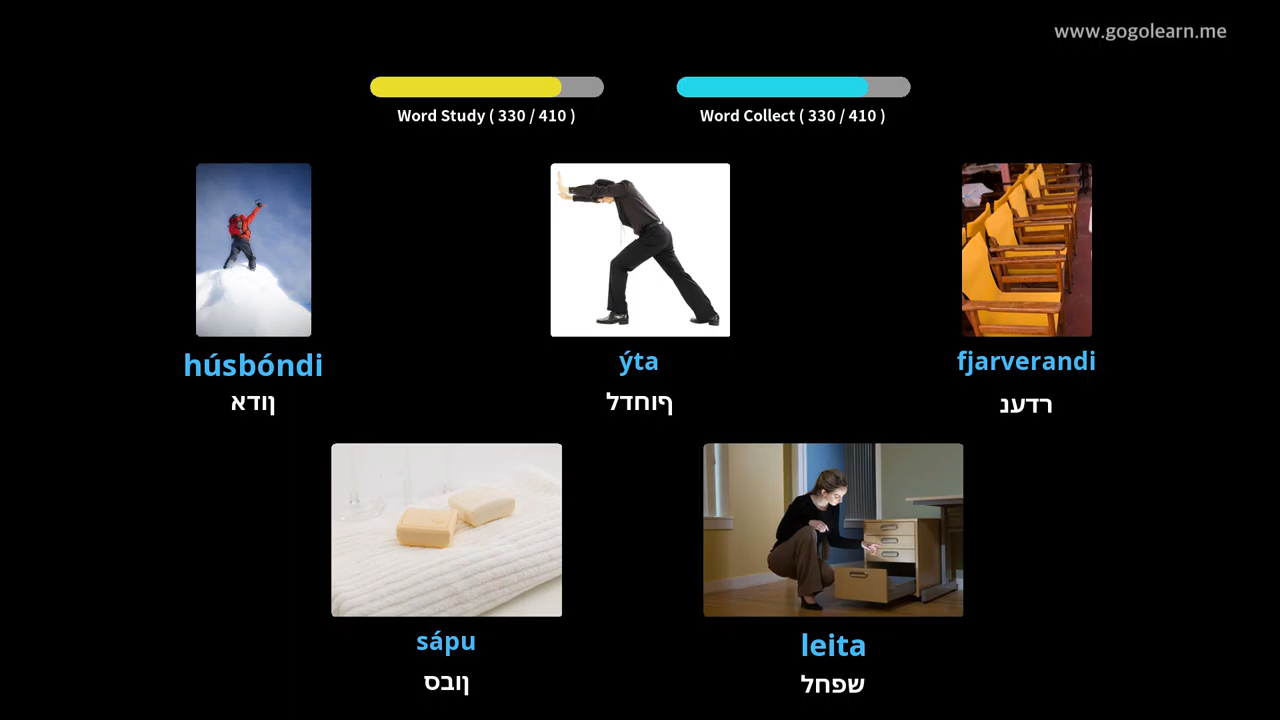 www.gogolearn.me
Word Study ( 330 / 410 )
Word Collect ( 330 / 410 )
húsbóndi
ןודא
ýta
ףוחדל
fjarverandi
רדענ
sápu
ןובס
leita
שפחל